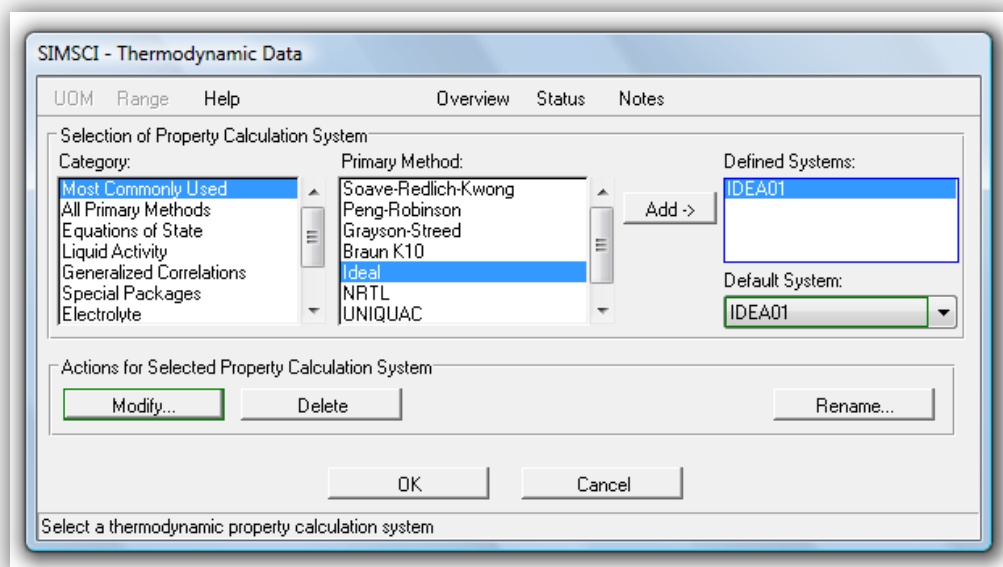 SIMSCI - Thermodynamic Data
UOM Range Help Overview Status Notes
Selection of Property Calculation System
Category: Primary Method: Defined Systems:
Most Commonly Used Soave-Redlich-Kwong IDEA01
All Primary Methods Peng-Robinson Add ->
Equations of State Grayson-Streed
Liquid Activity Braun K10
Generalized Correlations Ideal Default System:
Special Packages NRTL
Electrolyte UNIQUAC IDEA01
Actions for Selected Property Calculation System
Modify... Delete Rename...
OK Cancel
Select a thermodynamic property calculation system